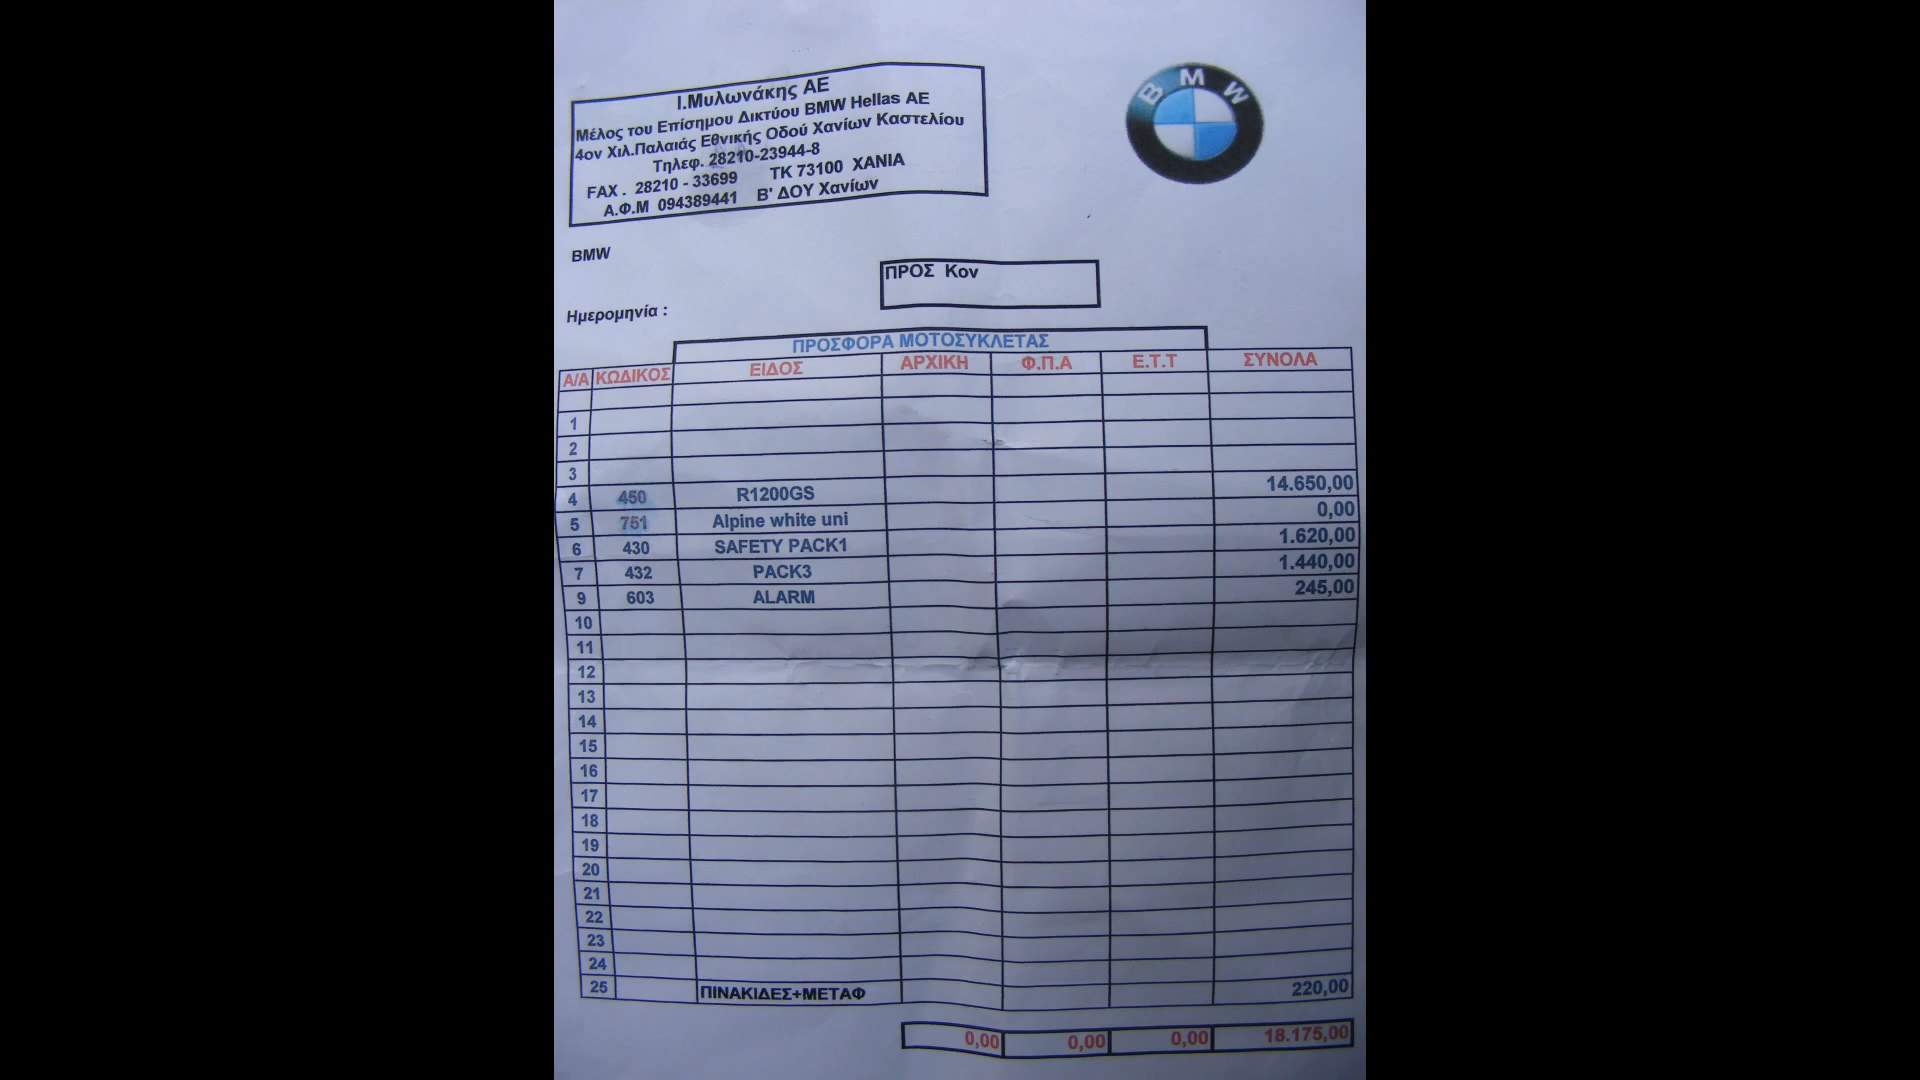 Ι.Μυλωνάκης ΑΕ
Μέλος του Επίσημου Δικτύου BMW Hellas ΑΕ
4ον Χιλ.Παλαιάς Εθνικής Οδού Χανίων Καστελίου
Τηλεφ. 28210-23944-8
FAX . 28210 - 33699 ΤΚ 73100 ΧΑΝΙΑ
Α.Φ.Μ 094389441 Β' ΔΟΥ Χανίων
BMW
BMW
ΠΡΟΣ Κον
Ημερομηνία :
ΠΡΟΣΦΟΡΑ ΜΟΤΟΣΥΚΛΕΤΑΣ
Α/Α ΚΩΔΙΚΟΣ ΕΙΔΟΣ ΑΡΧΙΚΗ Φ.Π.Α Ε.Τ.Τ ΣΥΝΟΛΑ
1
2
3
4 450 R1200GS 14.650,00
5 751 Alpine white uni 0,00
6 430 SAFETY PACK1 1.620,00
7 432 PACK3 1.440,00
9 603 ALARM 245,00
10
11
12
13
14
15
16
17
18
19
20
21
22
23
24
25 ΠΙΝΑΚΙΔΕΣ+ΜΕΤΑΦ 220,00
0,00 0,00 0,00 18.175,00